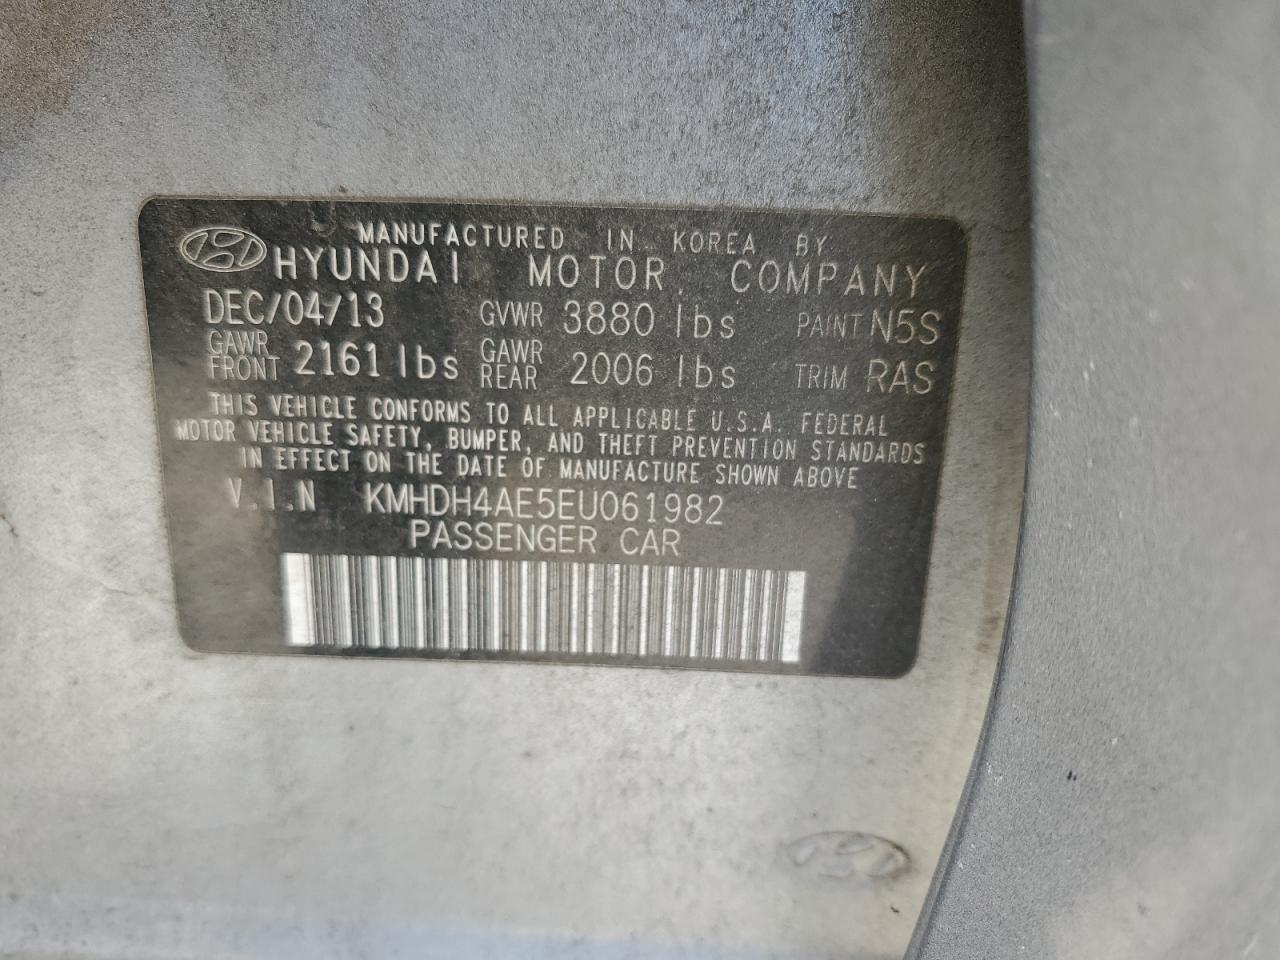 MANUFACTURED IN KOREA BY
HYUNDAI MOTOR COMPANY
DEC/04/13 GVWR 3880 lbs PAINT N5S
GAWR FRONT 2161 lbs GAWR REAR 2006 lbs TRIM RAS
THIS VEHICLE CONFORMS TO ALL APPLICABLE U.S.A. FEDERAL
MOTOR VEHICLE SAFETY, BUMPER, AND THEFT PREVENTION STANDARDS
IN EFFECT ON THE DATE OF MANUFACTURE SHOWN ABOVE
V.I.N KMHDH4AE5EU061982
PASSENGER CAR